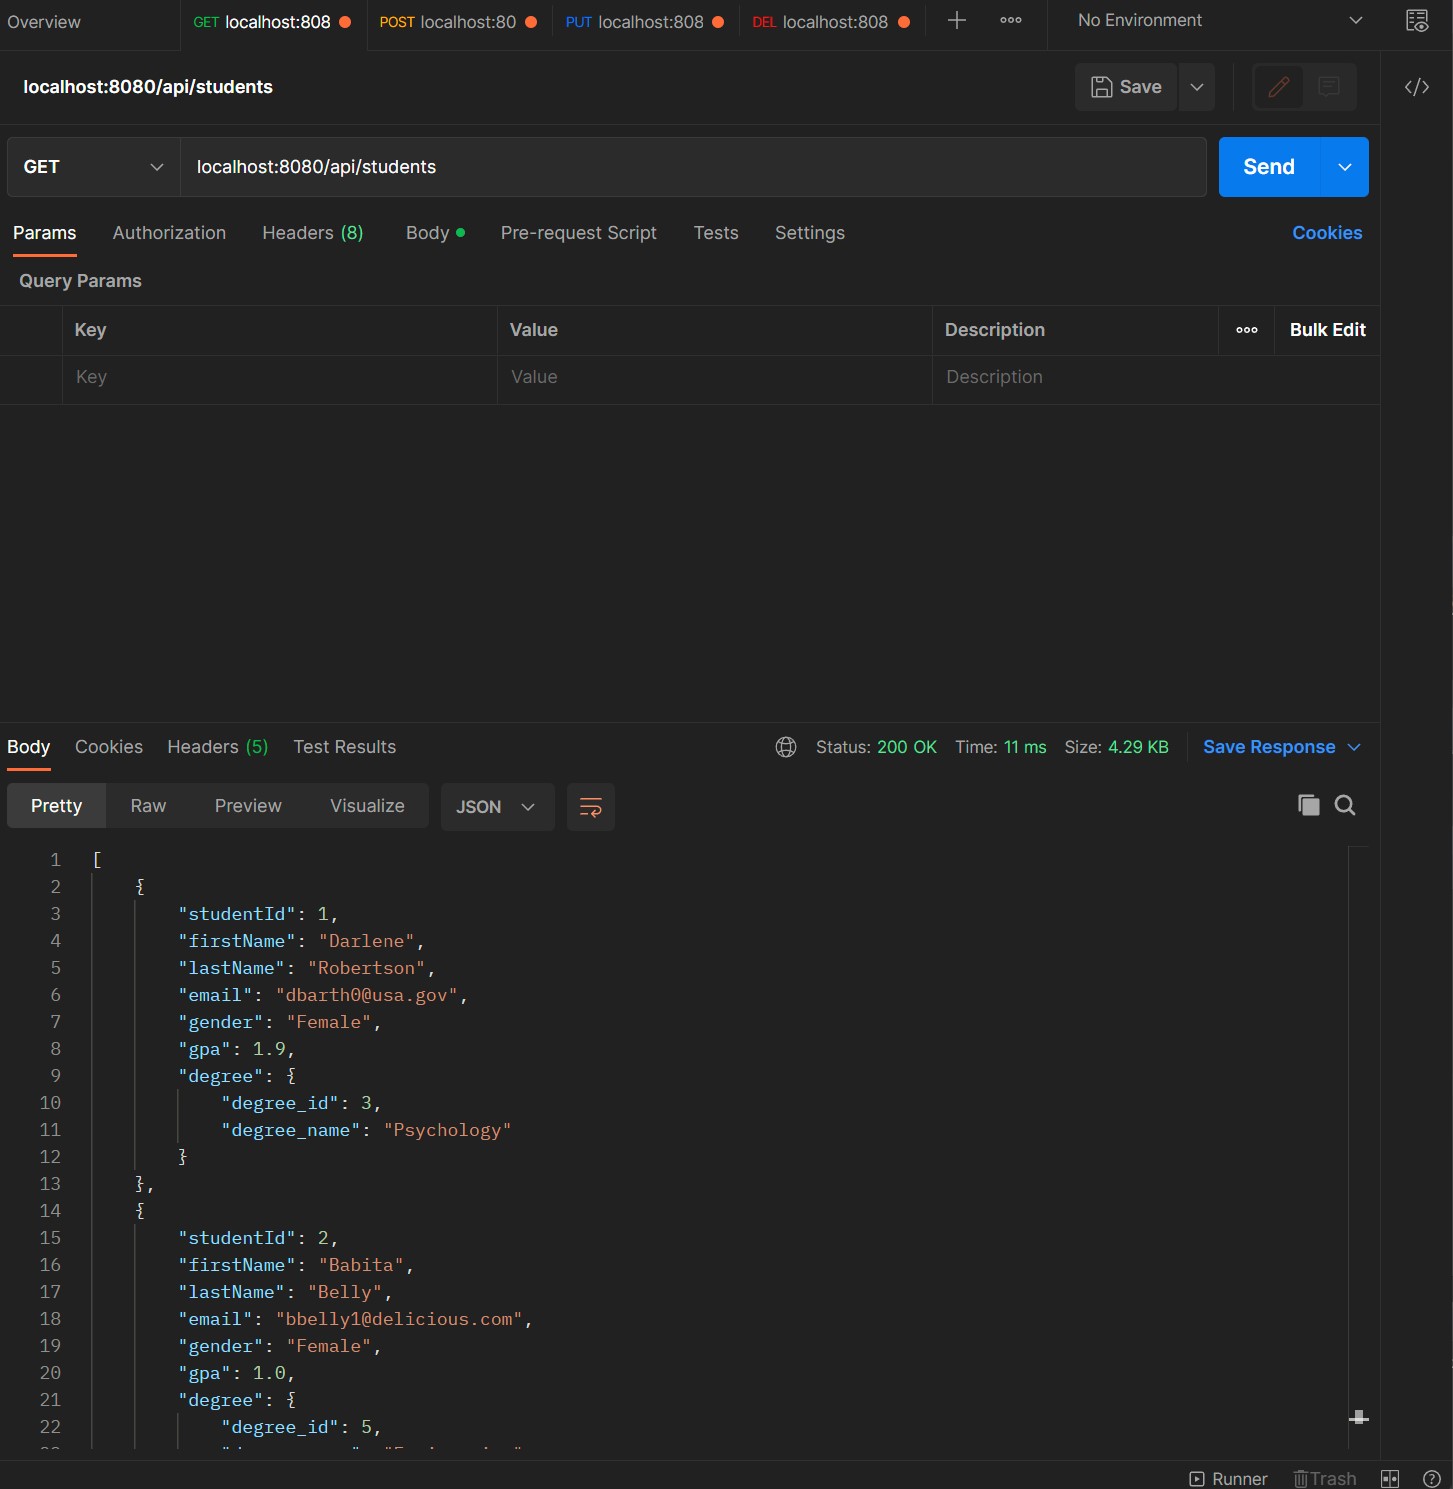 Overview GET localhost:808 POST localhost:80 PUT localhost:808 DEL localhost:808 No Environment
localhost:8080/api/students Save
GET localhost:8080/api/students Send
Params Authorization Headers (8) Body Pre-request Script Tests Settings Cookies
Query Params
Key Value Description Bulk Edit
Key Value Description
Body Cookies Headers (5) Test Results Status: 200 OK Time: 11 ms Size: 4.29 KB Save Response
Pretty Raw Preview Visualize JSON
1 [
2 {
3 "studentId": 1,
4 "firstName": "Darlene",
5 "lastName": "Robertson",
6 "email": "dbarth0@usa.gov",
7 "gender": "Female",
8 "gpa": 1.9,
9 "degree": {
10 "degree_id": 3,
11 "degree_name": "Psychology"
12 }
13 },
14 {
15 "studentId": 2,
16 "firstName": "Babita",
17 "lastName": "Belly",
18 "email": "bbelly1@delicious.com",
19 "gender": "Female",
20 "gpa": 1.0,
21 "degree": {
22 "degree_id": 5,
Runner Trash